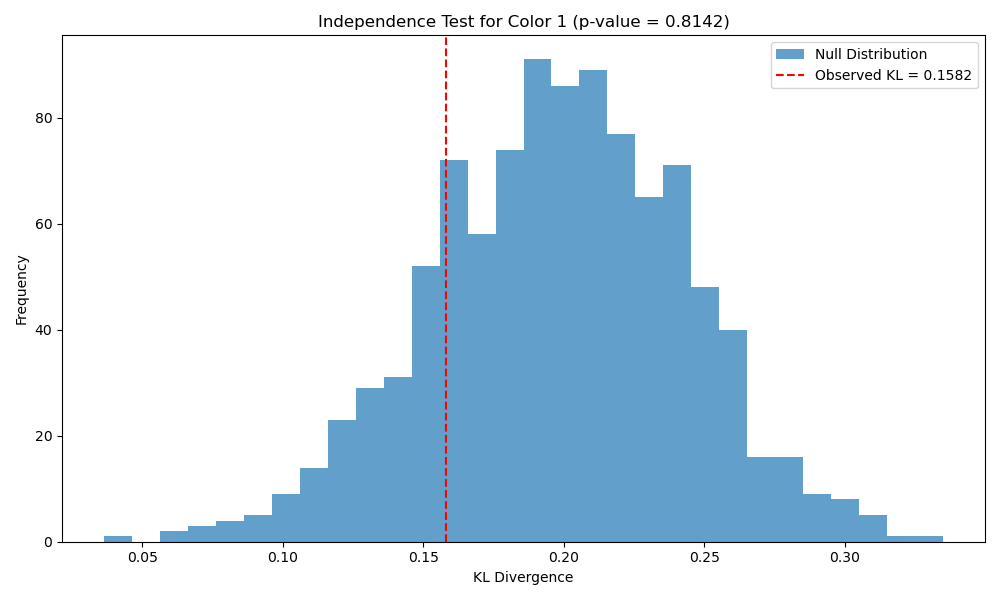 Independence Test for Color 1 (p-value = 0.8142)
Null Distribution
Observed KL = 0.1582
Frequency
80
60
40
20
0
0.05 0.10 0.15 0.20 0.25 0.30
KL Divergence